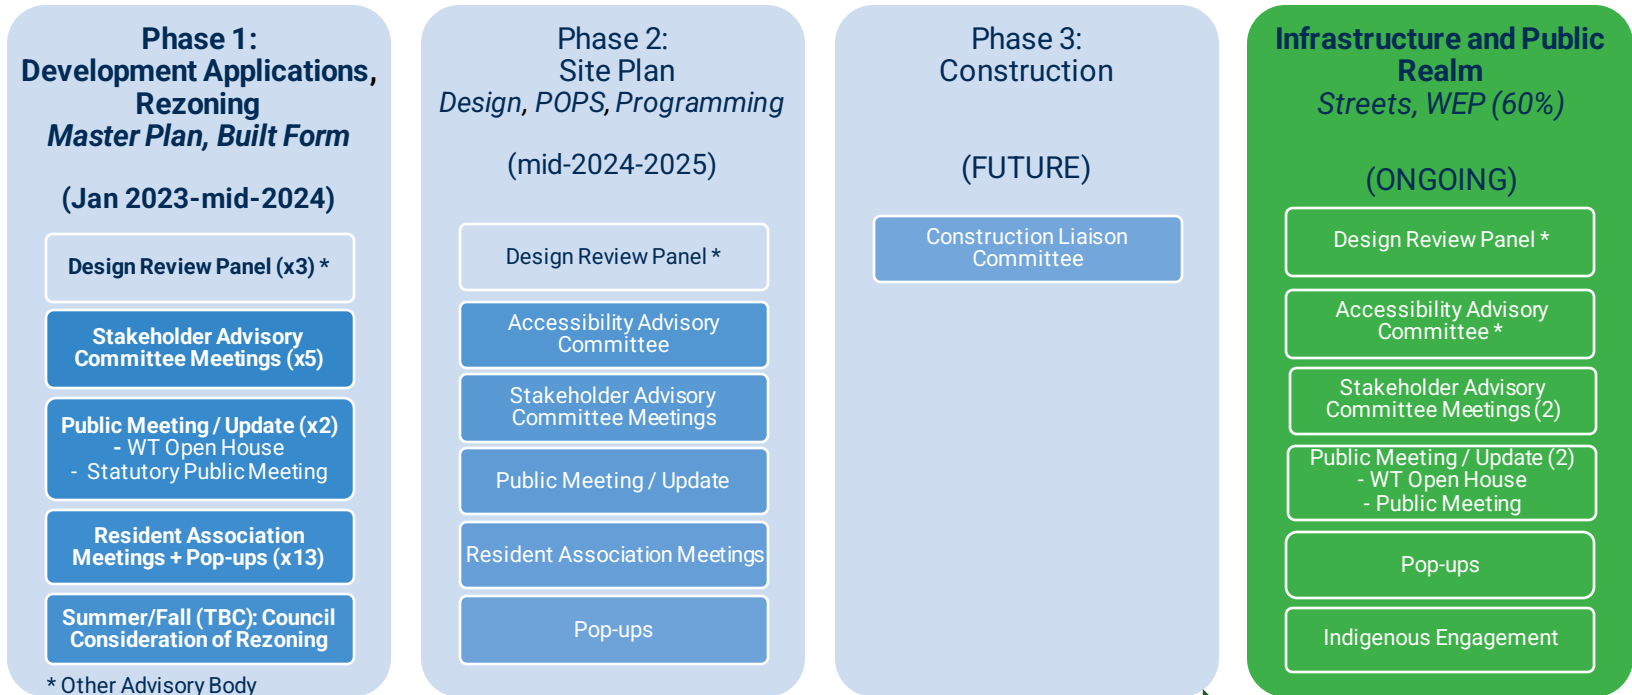 Phase 1:
Development Applications,
Rezoning
Master Plan, Built Form
(Jan 2023-mid-2024)
Design Review Panel (x3) *
Stakeholder Advisory
Committee Meetings (x5)
Public Meeting / Update (x2)
- WT Open House
- Statutory Public Meeting
Resident Association
Meetings + Pop-ups (x13)
Summer/Fall (TBC): Council
Consideration of Rezoning
* Other Advisory Body
Phase 2:
Site Plan
Design, POPS, Programming
(mid-2024-2025)
Design Review Panel *
Accessibility Advisory
Committee
Stakeholder Advisory
Committee Meetings
Public Meeting / Update
Resident Association Meetings
Pop-ups
Phase 3:
Construction
(FUTURE)
Construction Liaison
Committee
Infrastructure and Public
Realm
Streets, WEP (60%)
(ONGOING)
Design Review Panel *
Accessibility Advisory
Committee *
Stakeholder Advisory
Committee Meetings (2)
Public Meeting / Update (2)
- WT Open House
- Public Meeting
Pop-ups
Indigenous Engagement